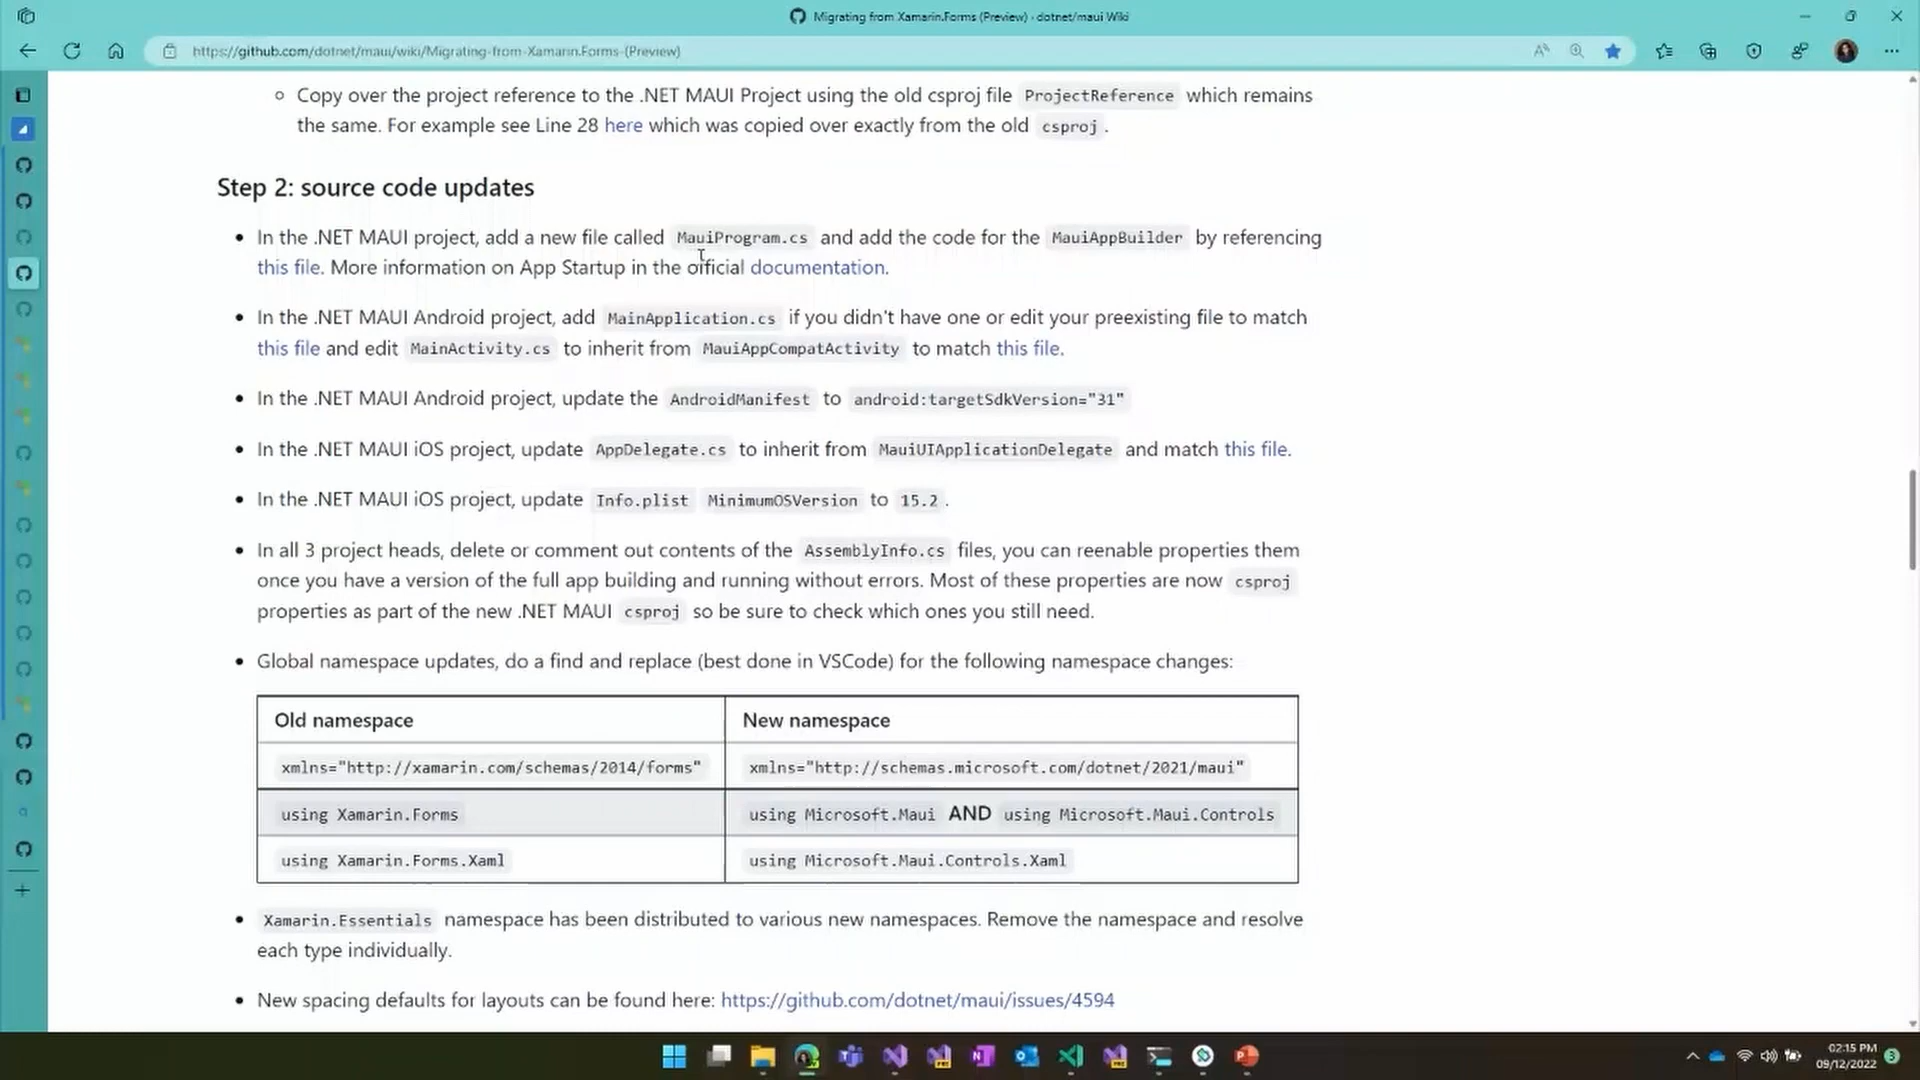 Migrating from Xamarin.Forms (Preview) · dotnet/maui Wiki
https://github.com/dotnet/maui/wiki/Migrating-from-Xamarin.Forms-(Preview)
Copy over the project reference to the .NET MAUI Project using the old csproj file ProjectReference which remains
the same. For example see Line 28 here which was copied over exactly from the old csproj.
Step 2: source code updates
In the .NET MAUI project, add a new file called MauiProgram.cs and add the code for the MauiAppBuilder by referencing
this file. More information on App Startup in the official documentation.
In the .NET MAUI Android project, add MainApplication.cs if you didn't have one or edit your preexisting file to match
this file and edit MainActivity.cs to inherit from MauiAppCompatActivity to match this file.
In the .NET MAUI Android project, update the AndroidManifest to android:targetSdkVersion="31"
In the .NET MAUI iOS project, update AppDelegate.cs to inherit from MauiUIApplicationDelegate and match this file.
In the .NET MAUI iOS project, update Info.plist MinimumOSVersion to 15.2.
In all 3 project heads, delete or comment out contents of the AssemblyInfo.cs files, you can reenable properties them
once you have a version of the full app building and running without errors. Most of these properties are now csproj
properties as part of the new .NET MAUI csproj so be sure to check which ones you still need.
Global namespace updates, do a find and replace (best done in VSCode) for the following namespace changes:
Old namespace New namespace
xmlns="http://xamarin.com/schemas/2014/forms" xmlns="http://schemas.microsoft.com/dotnet/2021/maui"
using Xamarin.Forms using Microsoft.Maui AND using Microsoft.Maui.Controls
using Xamarin.Forms.Xaml using Microsoft.Maui.Controls.Xaml
Xamarin.Essentials namespace has been distributed to various new namespaces. Remove the namespace and resolve
each type individually.
New spacing defaults for layouts can be found here: https://github.com/dotnet/maui/issues/4594
02:15 PM
09/12/2022
3